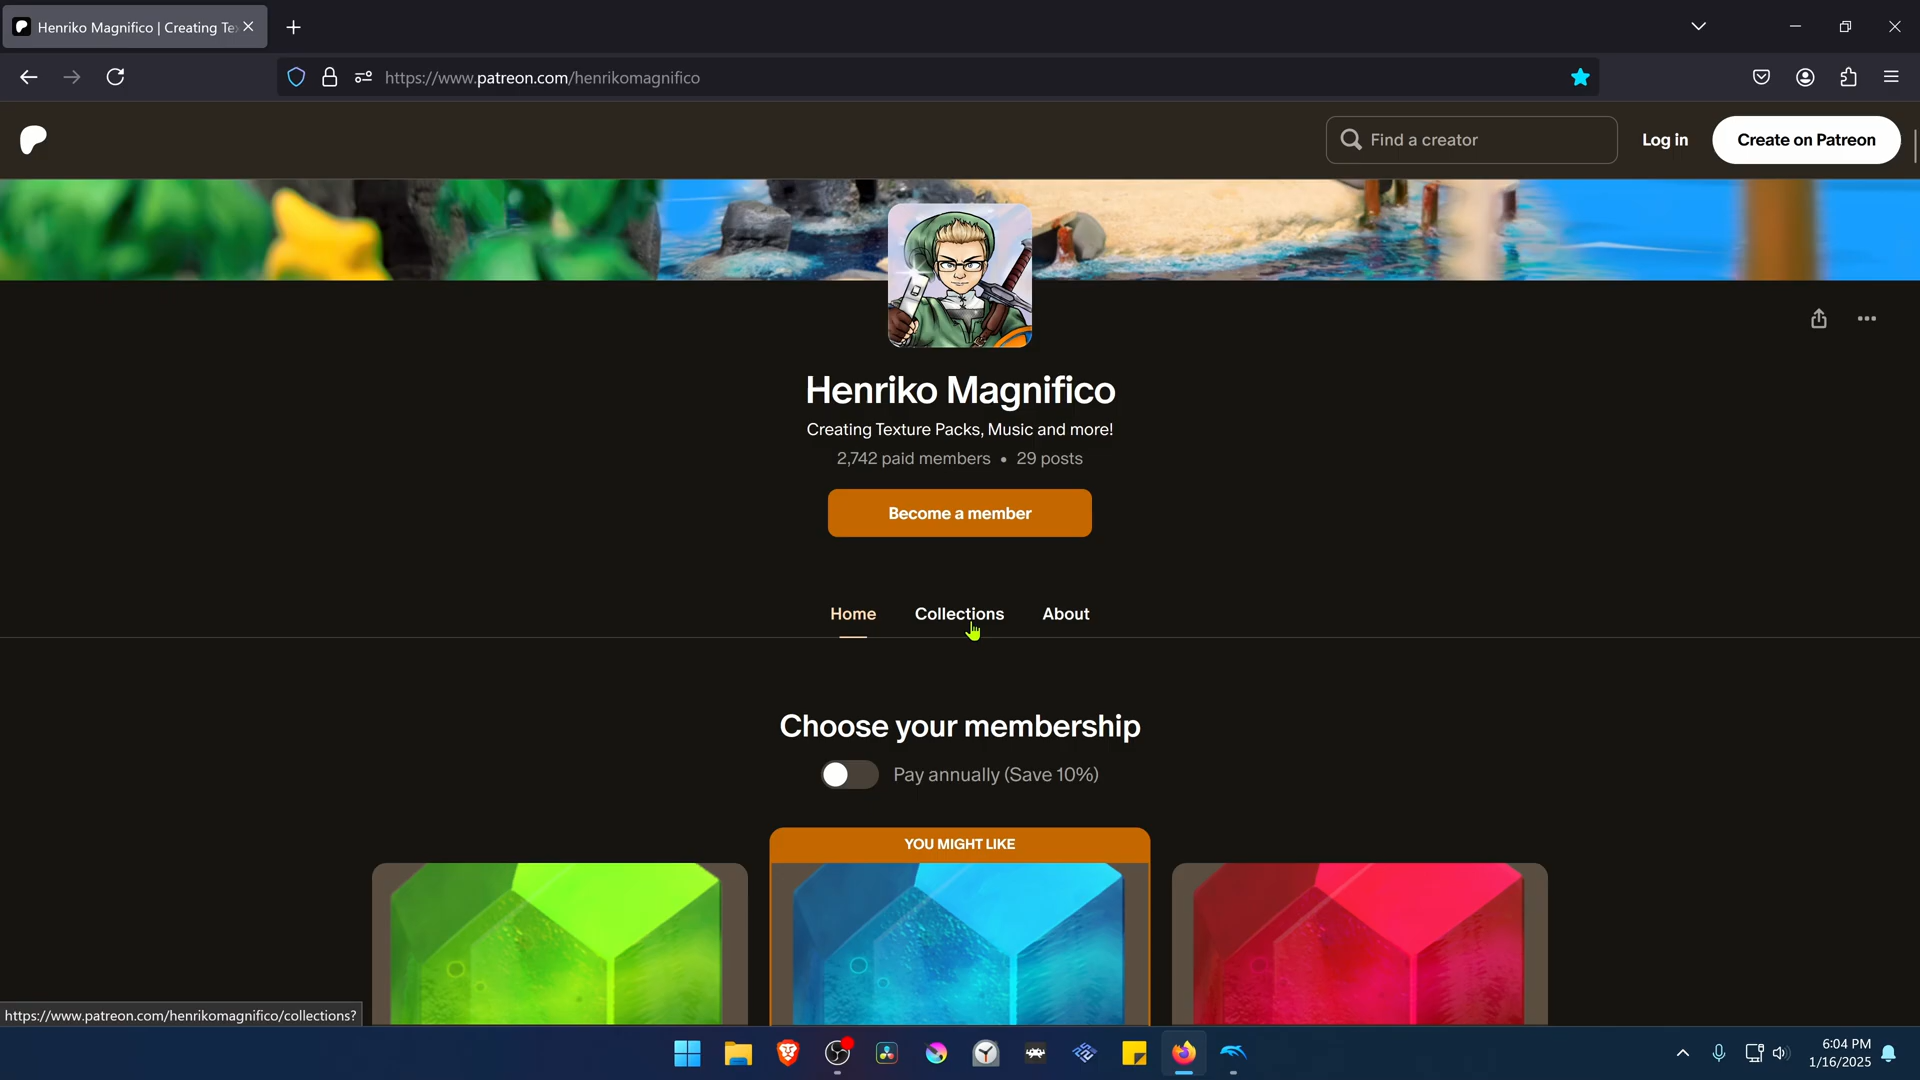 Henriko Magnifico | Creating Te
https://www.patreon.com/henrikomagnifico
Find a creator
Log in
Create on Patreon
Henriko Magnifico
Creating Texture Packs, Music and more!
2,742 paid members • 29 posts
Become a member
Home
Collections
About
Choose your membership
Pay annually (Save 10%)
YOU MIGHT LIKE
https://www.patreon.com/henrikomagnifico/collections?
6:04 PM
1/16/2025